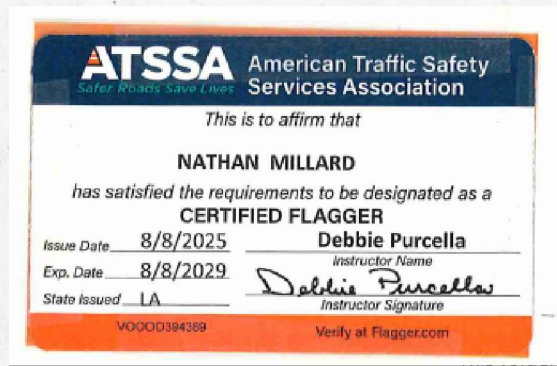 ATSSA
Safer Roads Save Lives
American Traffic Safety
Services Association
This is to affirm that
NATHAN MILLARD
has satisfied the requirements to be designated as a
CERTIFIED FLAGGER
Issue Date 8/8/2025
Debbie Purcella
Instructor Name
Exp. Date 8/8/2029
Debbie Purcella
State Issued LA
Instructor Signature
VOOOO394389
Verify at Flagger.com